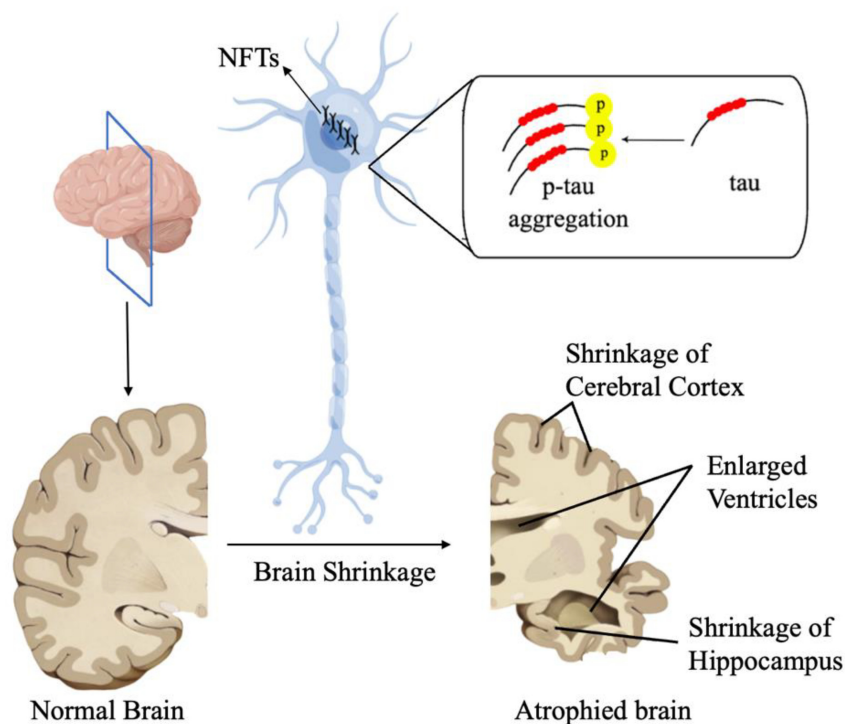 NFTs
p
p
p
p-tau
aggregation
tau
Shrinkage of
Cerebral Cortex
Enlarged
Ventricles
Brain Shrinkage
Shrinkage of
Hippocampus
Normal Brain
Atrophied brain